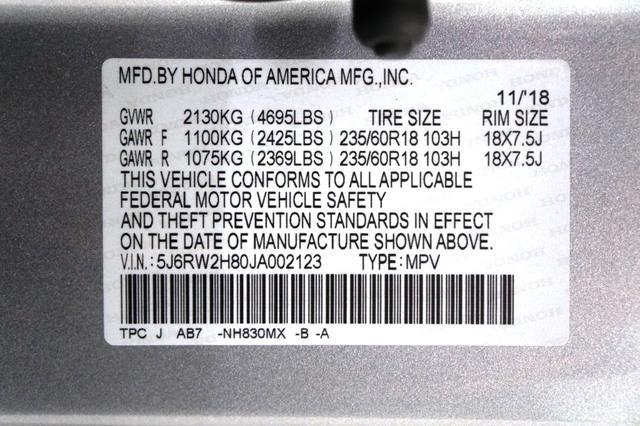 MFD.BY HONDA OF AMERICA MFG.,INC.
11/'18
GVWR 2130KG (4695LBS) TIRE SIZE RIM SIZE
GAWR F 1100KG (2425LBS) 235/60R18 103H 18X7.5J
GAWR R 1075KG (2369LBS) 235/60R18 103H 18X7.5J
THIS VEHICLE CONFORMS TO ALL APPLICABLE
FEDERAL MOTOR VEHICLE SAFETY
AND THEFT PREVENTION STANDARDS IN EFFECT
ON THE DATE OF MANUFACTURE SHOWN ABOVE.
V.I.N.:5J6RW2H80JA002123 TYPE:MPV
TPC J AB7 -NH830MX -B -A